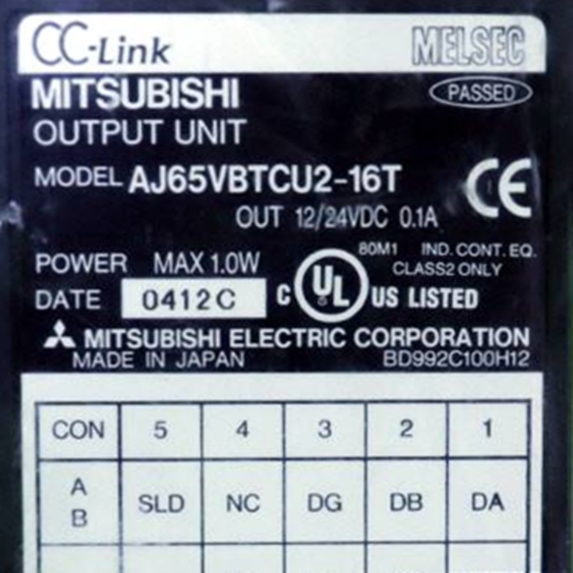 CC-Link MELSEC
MITSUBISHI PASSED
OUTPUT UNIT
MODEL AJ65VBTCU2-16T CE
OUT 12/24VDC 0.1A
80M1 IND. CONT. EQ.
POWER MAX 1.0W CLASS2 ONLY
DATE 0412C C UL US LISTED
MITSUBISHI ELECTRIC CORPORATION
MADE IN JAPAN BD992C100H12
CON 5 4 3 2 1
A
B SLD NC DG DB DA